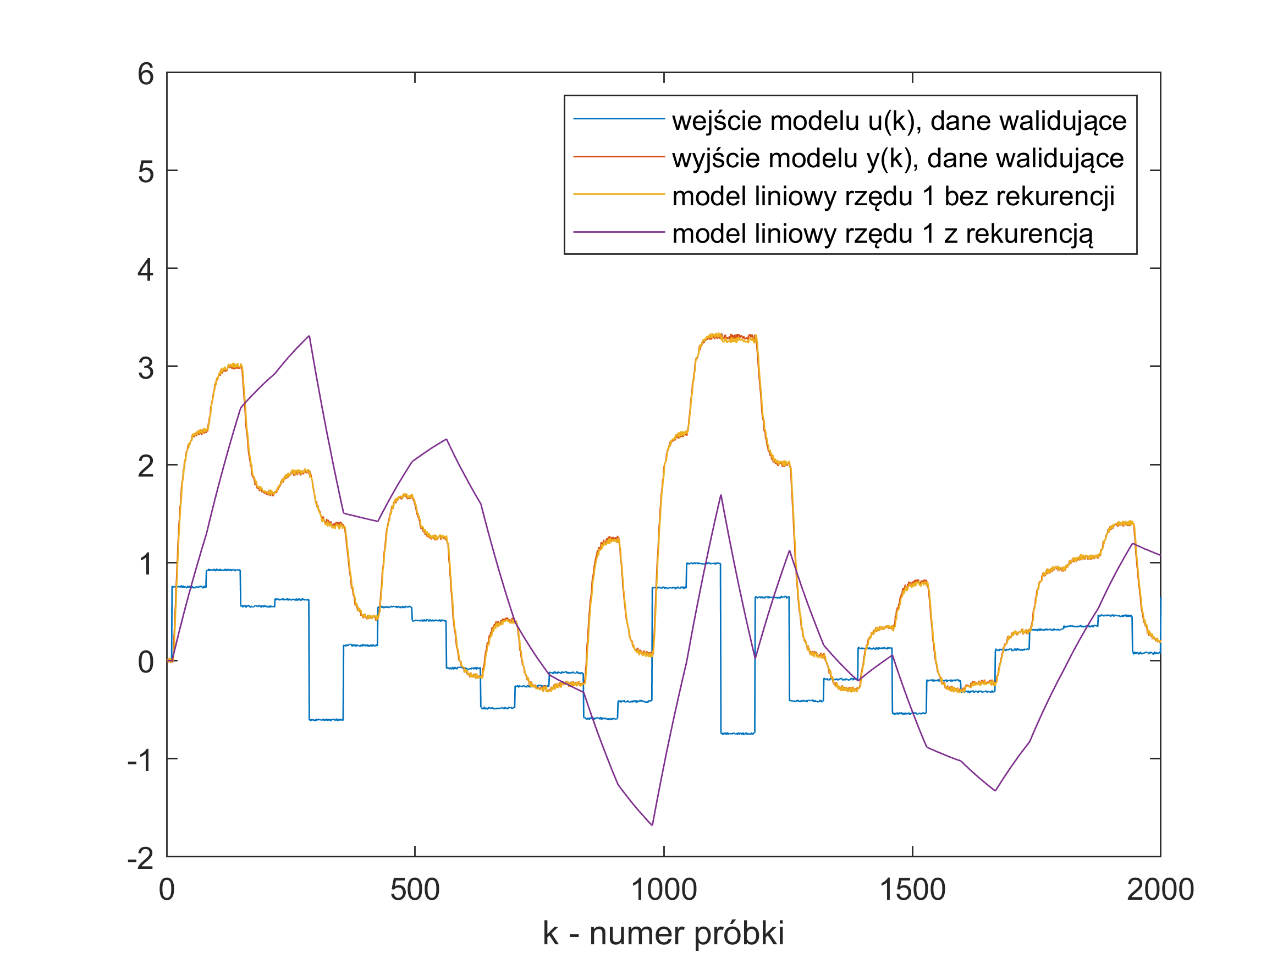 6
5
4
3
2
1
0
-1
-2
wejście modelu u(k), dane walidujące
wyjście modelu y(k), dane walidujące
model liniowy rzędu 1 bez rekurencji
model liniowy rzędu 1 z rekurencją
0 500 1000 1500 2000
k - numer próbki